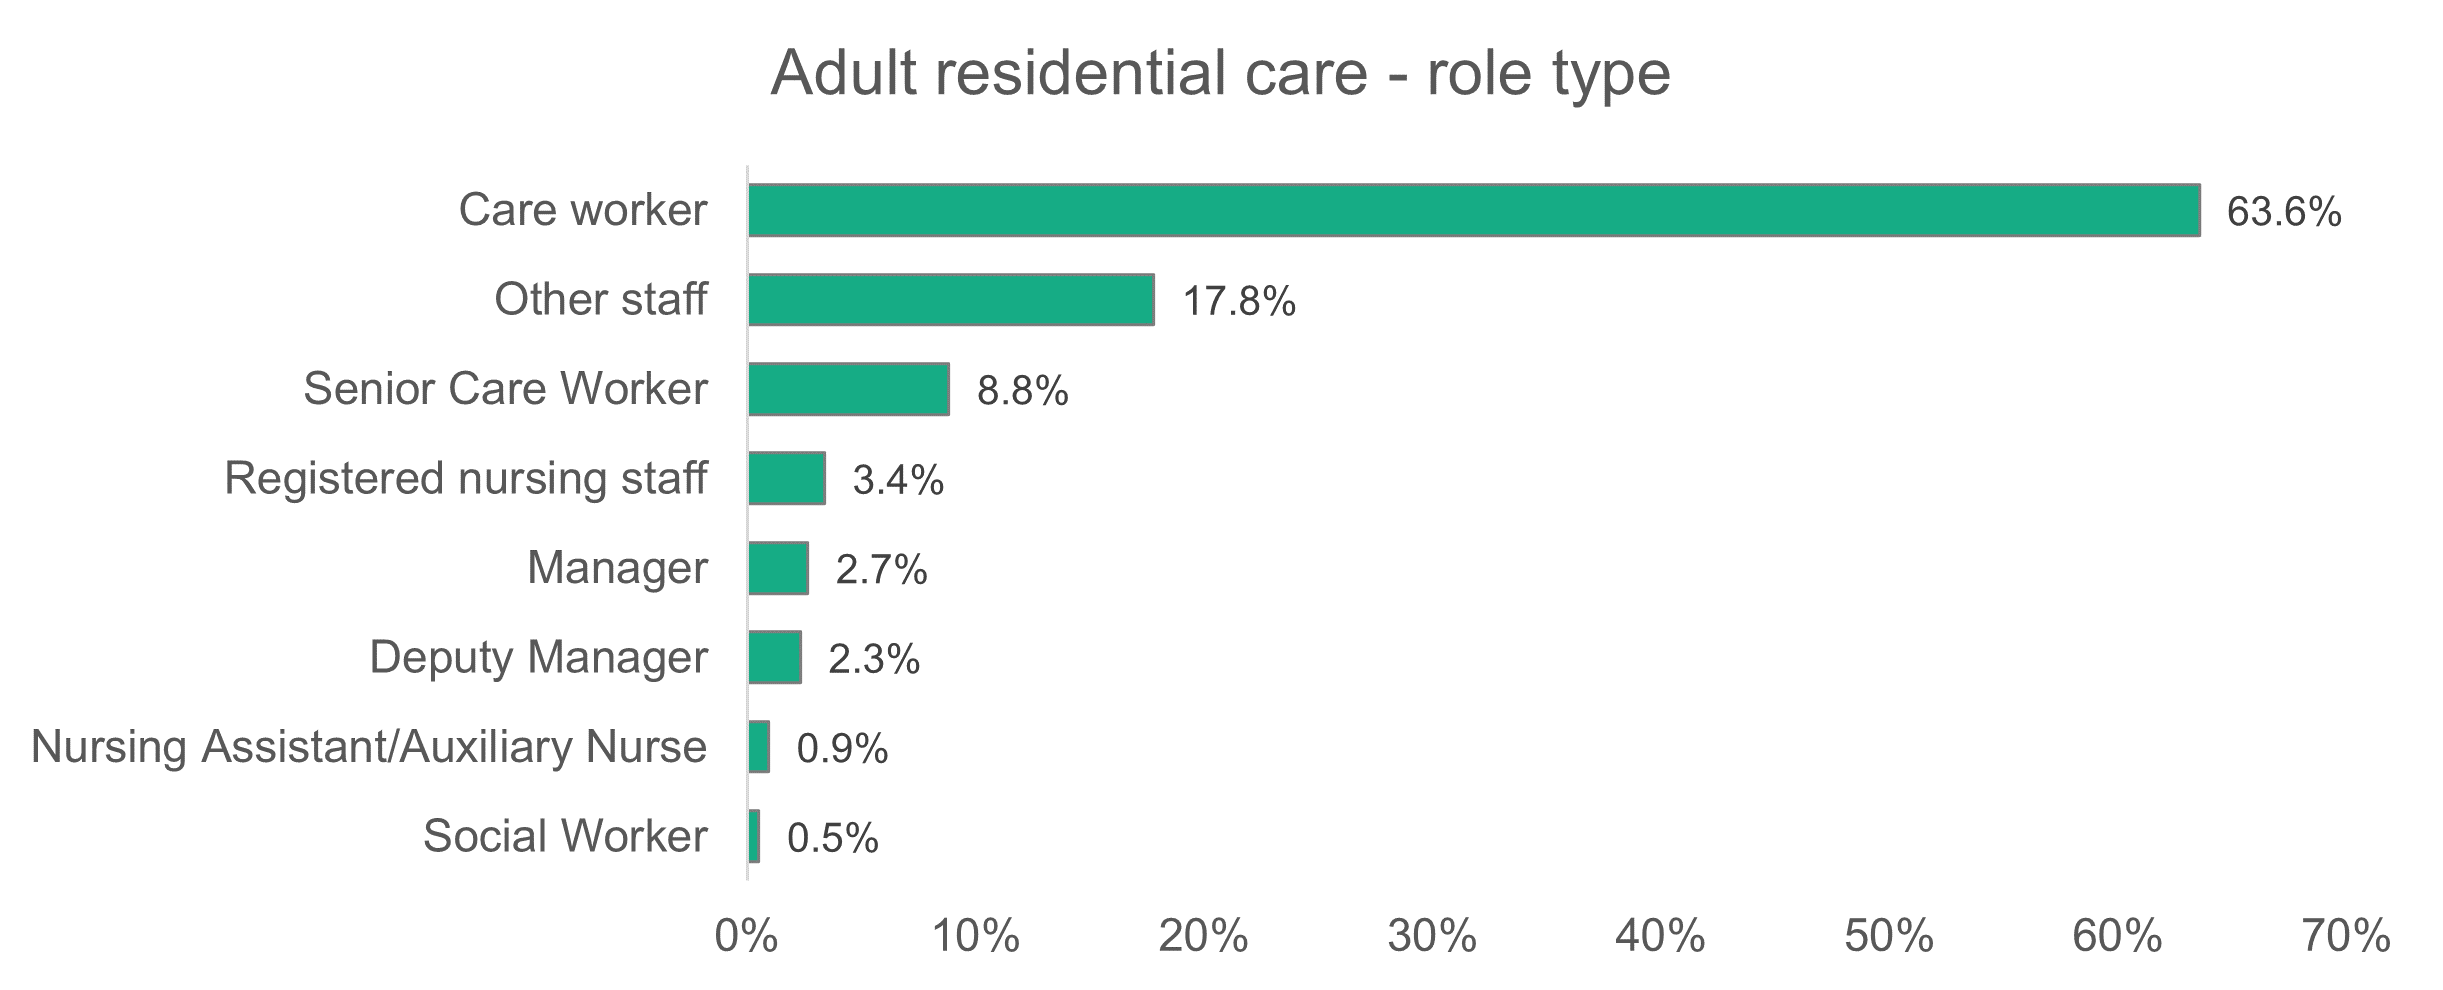 Adult residential care - role type
Care worker 63.6%
Other staff 17.8%
Senior Care Worker 8.8%
Registered nursing staff 3.4%
Manager 2.7%
Deputy Manager 2.3%
Nursing Assistant/Auxiliary Nurse 0.9%
Social Worker 0.5%
0% 10% 20% 30% 40% 50% 60% 70%